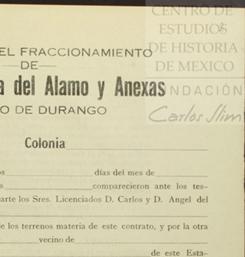 CENTRO DE
ESTUDIOS
DE HISTORIA
DE MEXICO
FUNDACIÓN
Carlos Slim
EL FRACCIONAMIENTO
—DE—
a del Alamo y Anexas
O DE DURANGO
Colonia
os días del mes de
s comparecieron ante los tes-
arte los Sres. Licenciados D. Carlos y D. Angel del
de los terrenos materia de este contrato, y por la otra
vecino de
de este Esta-